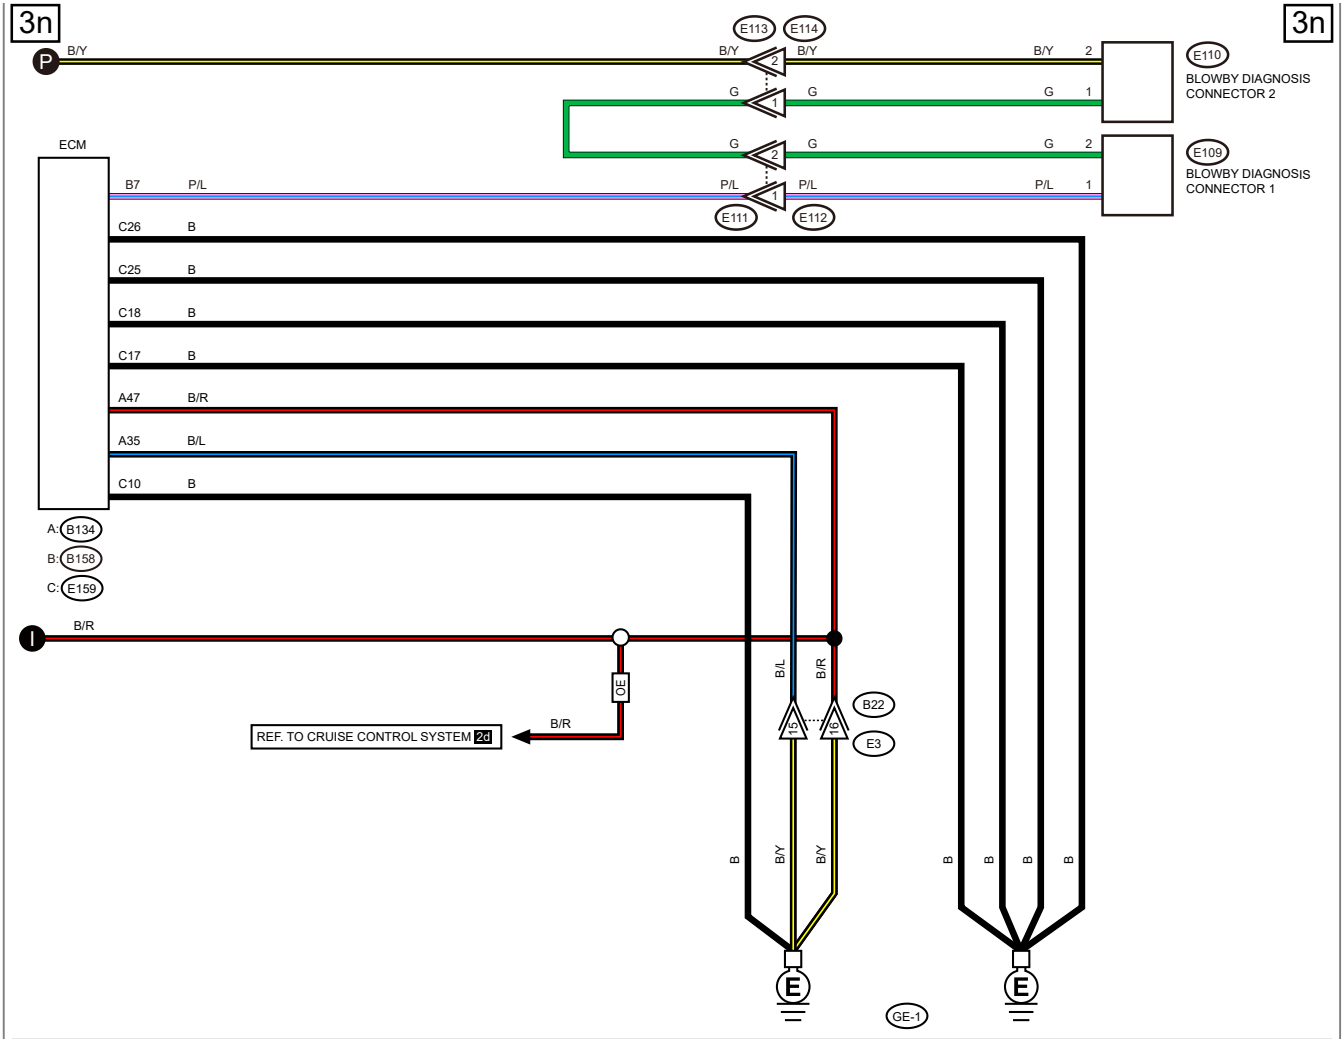 3n
3n
E113 E114
P B/Y B/Y 2 B/Y B/Y 2 E110
BLOWBY DIAGNOSIS
CONNECTOR 2
G 1 G G 1
ECM
G 2 G G 2 E109
BLOWBY DIAGNOSIS
CONNECTOR 1
B7 P/L P/L 1 P/L P/L 1
E111 E112
C26 B
C25 B
C18 B
C17 B
A47 B/R
A35 B/L
C10 B
A: B134
B: B158
C: E159
I B/R
B/L B/R
OE
B22
B/R
REF. TO CRUISE CONTROL SYSTEM 2d
15 16
E3
B B/Y B/Y B B B B
E E
GE-1